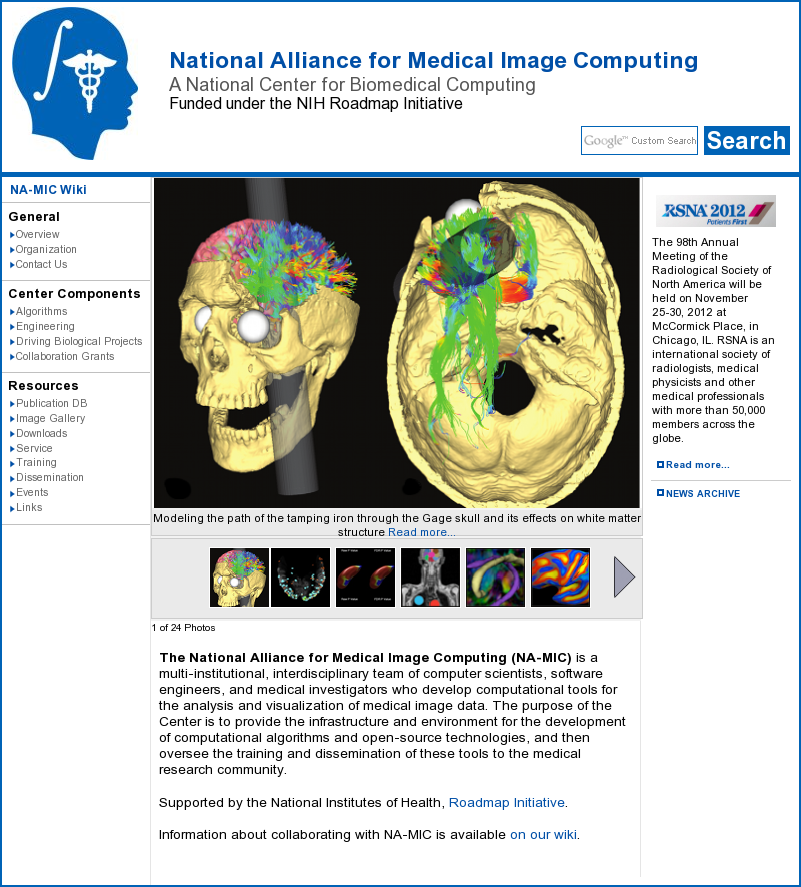 National Alliance for Medical Image Computing
A National Center for Biomedical Computing
Funded under the NIH Roadmap Initiative
Google™ Custom Search
Search
NA-MIC Wiki
General
Overview
Organization
Contact Us
Center Components
Algorithms
Engineering
Driving Biological Projects
Collaboration Grants
Resources
Publication DB
Image Gallery
Downloads
Service
Training
Dissemination
Events
Links
Modeling the path of the tamping iron through the Gage skull and its effects on white matter
structure Read more...
1 of 24 Photos
The National Alliance for Medical Image Computing (NA-MIC) is a
multi-institutional, interdisciplinary team of computer scientists, software
engineers, and medical investigators who develop computational tools for
the analysis and visualization of medical image data. The purpose of the
Center is to provide the infrastructure and environment for the development
of computational algorithms and open-source technologies, and then
oversee the training and dissemination of these tools to the medical
research community.
Supported by the National Institutes of Health, Roadmap Initiative.
Information about collaborating with NA-MIC is available on our wiki.
RSNA 2012
Patients First
The 98th Annual
Meeting of the
Radiological Society of
North America will be
held on November
25-30, 2012 at
McCormick Place, in
Chicago, IL. RSNA is an
international society of
radiologists, medical
physicists and other
medical professionals
with more than 50,000
members across the
globe.
Read more...
NEWS ARCHIVE